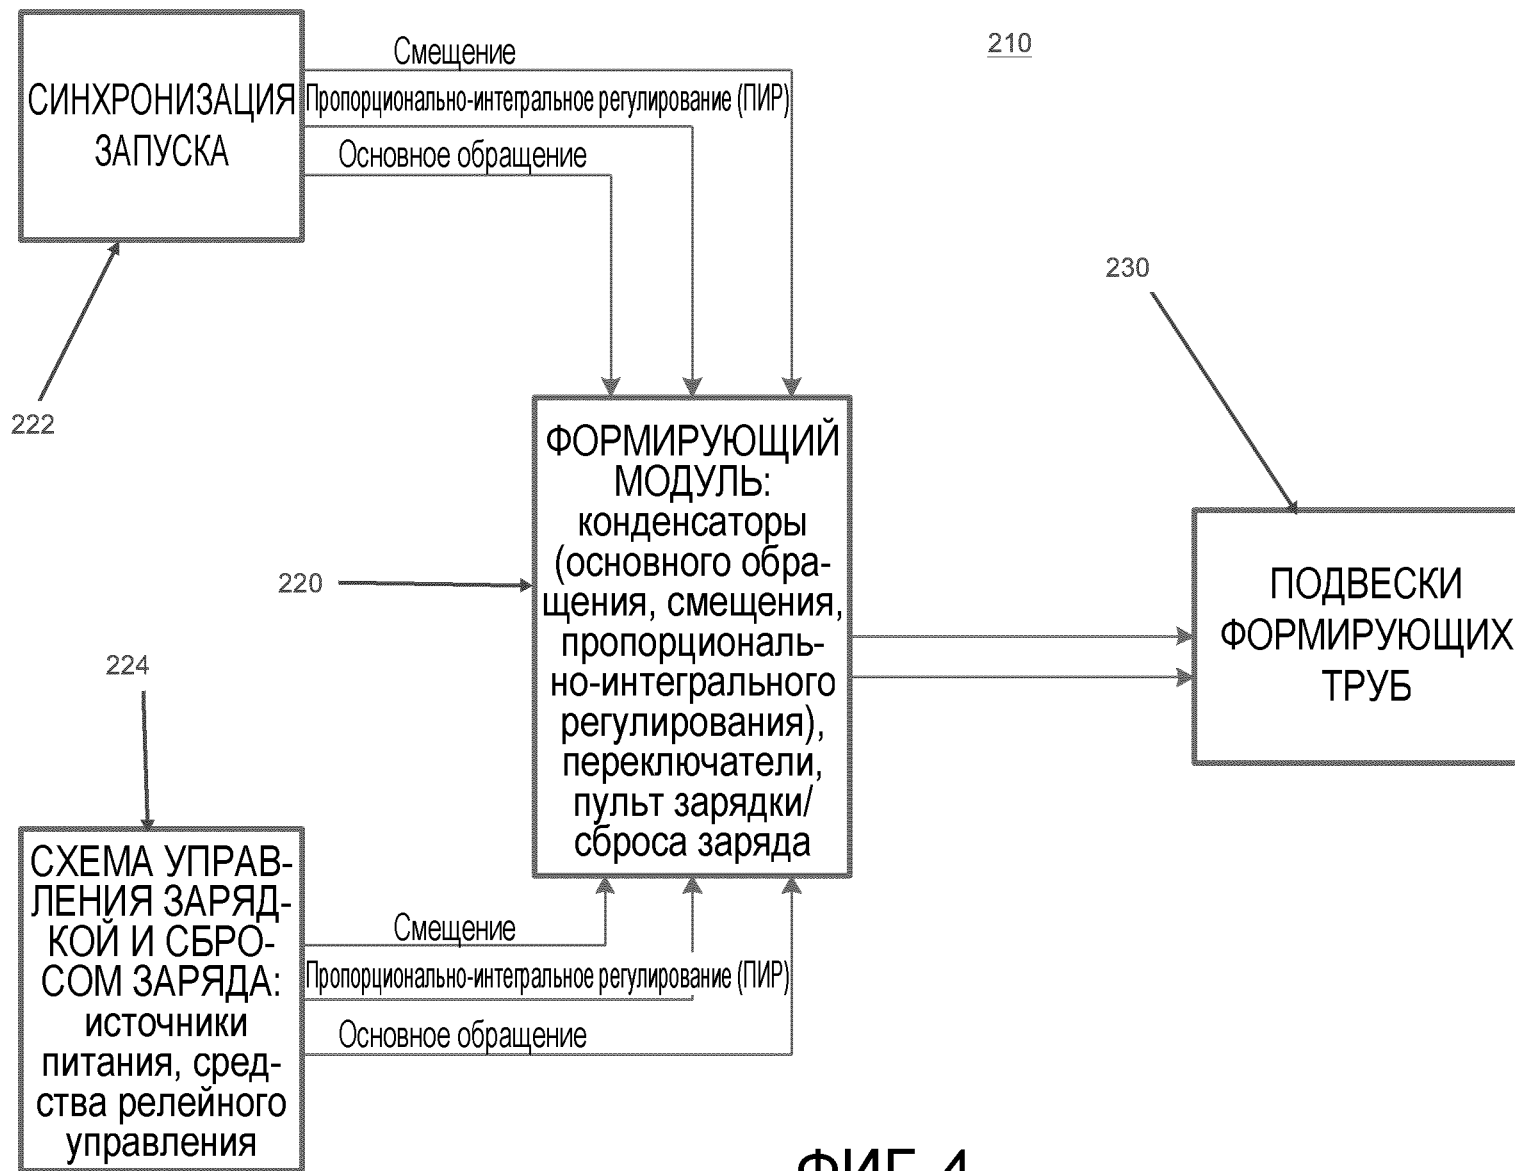 Смещение
210
СИНХРОНИЗАЦИЯ
ЗАПУСКА
Пропорционально-интегральное регулирование (ПИР)
Основное обращение
222
230
ФОРМИРУЮЩИЙ
МОДУЛЬ:
конденсаторы
(основного обра-
щения, смещения,
пропорциональ-
но-интегрального
регулирования),
переключатели,
пульт зарядки/
сброса заряда
220
ПОДВЕСКИ
ФОРМИРУЮЩИХ
ТРУБ
224
СХЕМА УПРАВ-
ЛЕНИЯ ЗАРЯД-
КОЙ И СБРО-
СОМ ЗАРЯДА:
источники
питания, сред-
ства релейного
управления
Смещение
Пропорционально-интегральное регулирование (ПИР)
Основное обращение
ФИГ. 4